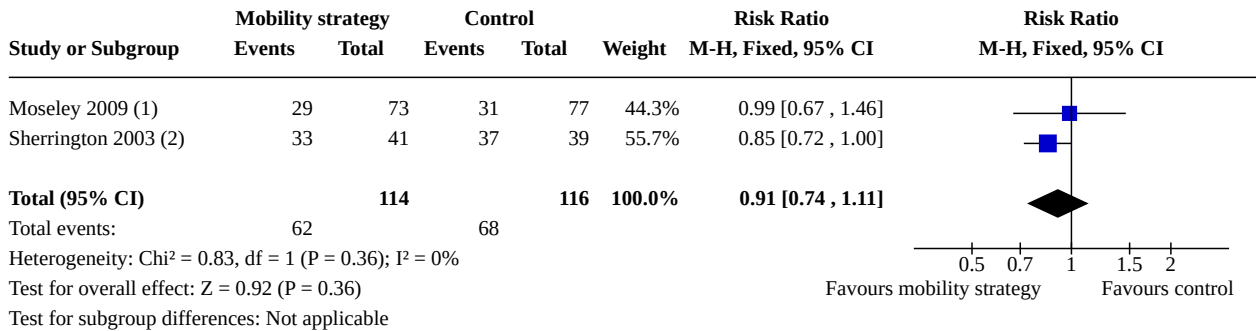 Mobility strategy Control Risk Ratio Risk Ratio
Study or Subgroup Events Total Events Total Weight M-H, Fixed, 95% CI M-H, Fixed, 95% CI
Moseley 2009 (1) 29 73 31 77 44.3% 0.99 [0.67 , 1.46]
Sherrington 2003 (2) 33 41 37 39 55.7% 0.85 [0.72 , 1.00]
Total (95% CI) 114 116 100.0% 0.91 [0.74 , 1.11]
Total events: 62 68
Heterogeneity: Chi² = 0.83, df = 1 (P = 0.36); I² = 0%
0.5 0.7 1 1.5 2
Test for overall effect: Z = 0.92 (P = 0.36)
Favours mobility strategy Favours control
Test for subgroup differences: Not applicable